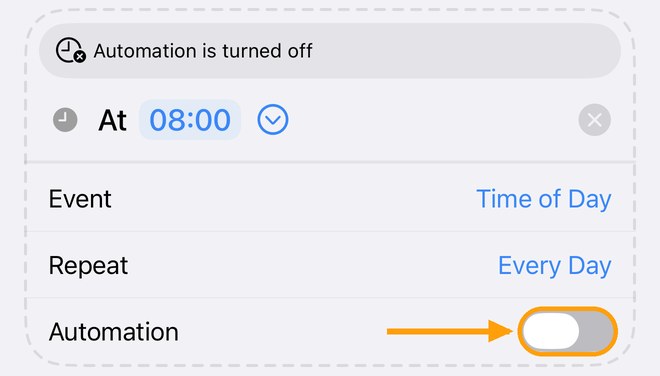 Automation is turned off
At 08:00
Event Time of Day
Repeat Every Day
Automation